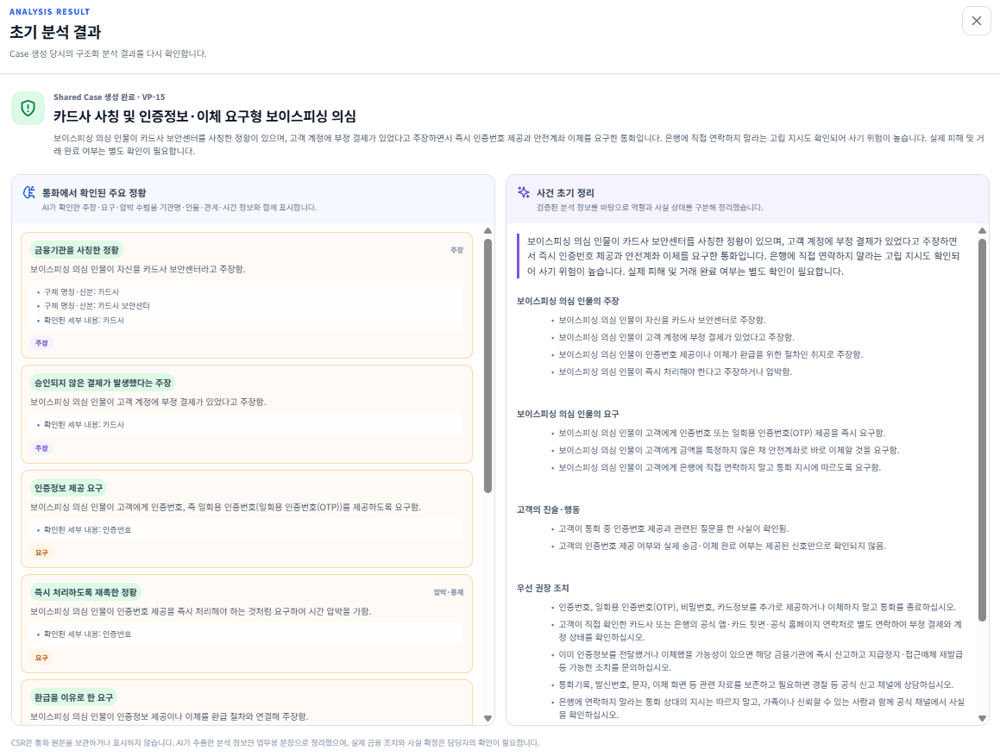 ANALYSIS RESULT
초기 분석 결과
Case 생성 당시의 구조화 분석 결과를 다시 확인합니다.
Shared Case 생성 완료 · VP-15
카드사 사칭 및 인증정보·이체 요구형 보이스피싱 의심
보이스피싱 의심 인물이 카드사 보안센터를 사칭한 정황이 있으며, 고객 계정에 부정 결제가 있었다고 주장하면서 즉시 인증번호 제공과 안전계좌 이체를 요구한 통화입니다. 은행에 직접 연락하지 말라는 고립 지시도 확인되어 사기 위험이 높습니다. 실제 피해 및 거
래 완료 여부는 별도 확인이 필요합니다.
통화에서 확인된 주요 정황
AI가 확인한 주장·요구·압박 수법을 기관명·인물·관계·시간 정보와 함께 표시합니다.
금융기관을 사칭한 정황
주장
보이스피싱 의심 인물이 자신을 카드사 보안센터라고 주장함.
• 구체 명칭·신분: 카드사
• 구체 명칭·신분: 카드사 보안센터
• 확인된 세부 내용: 카드사
주장
승인되지 않은 결제가 발생했다는 주장
보이스피싱 의심 인물이 고객 계정에 부정 결제가 있었다고 주장함.
• 확인된 세부 내용: 카드사
주장
인증정보 제공 요구
보이스피싱 의심 인물이 고객에게 인증번호, 즉 일회용 인증번호(일회용 인증번호(OTP))를 제공하도록 요구함.
• 확인된 세부 내용: 인증번호
요구
즉시 처리하도록 재촉한 정황
압박·통제
보이스피싱 의심 인물이 인증번호 제공을 즉시 처리해야 하는 것처럼 요구하여 시간 압박을 가함.
• 확인된 세부 내용: 인증번호
요구
환급을 이유로 한 요구
보이스피싱 의심 인물이 인증정보 제공이나 이체를 환급 절차와 연결해 주장함.
사건 초기 정리
검증된 분석 정보를 바탕으로 역할과 사실 상태를 구분해 정리했습니다.
보이스피싱 의심 인물이 카드사 보안센터를 사칭한 정황이 있으며, 고객 계정에 부정 결제가 있었다고 주장하면
서 즉시 인증번호 제공과 안전계좌 이체를 요구한 통화입니다. 은행에 직접 연락하지 말라는 고립 지시도 확인되
어 사기 위험이 높습니다. 실제 피해 및 거래 완료 여부는 별도 확인이 필요합니다.
보이스피싱 의심 인물의 주장
• 보이스피싱 의심 인물이 자신을 카드사 보안센터로 주장함.
• 보이스피싱 의심 인물이 고객 계정에 부정 결제가 있었다고 주장함.
• 보이스피싱 의심 인물이 인증번호 제공이나 이체가 환급을 위한 절차인 취지로 주장함.
• 보이스피싱 의심 인물이 즉시 처리해야 한다고 주장하거나 압박함.
보이스피싱 의심 인물의 요구
• 보이스피싱 의심 인물이 고객에게 인증번호 또는 일회용 인증번호(OTP) 제공을 즉시 요구함.
• 보이스피싱 의심 인물이 고객에게 금액을 특정하지 않은 채 안전계좌로 바로 이체할 것을 요구함.
• 보이스피싱 의심 인물이 고객에게 은행에 직접 연락하지 말고 통화 지시에 따르도록 요구함.
고객의 진술·행동
• 고객이 통화 중 인증번호 제공과 관련된 질문을 한 사실이 확인됨.
• 고객의 인증번호 제공 여부와 실제 송금·이체 완료 여부는 제공된 신호만으로 확인되지 않음.
우선 권장 조치
• 인증번호, 일회용 인증번호(OTP), 비밀번호, 카드정보를 추가로 제공하거나 이체하지 말고 통화를 종료하십시오.
• 고객이 직접 확인한 카드사 또는 은행의 공식 앱·카드 뒷면·공식 홈페이지 연락처로 별도 연락하여 부정 결제와 계
정 상태를 확인하십시오.
• 이미 인증정보를 전달했거나 이체했을 가능성이 있으면 해당 금융기관에 즉시 신고하고 지급정지·접근매체 재발급
등 가능한 조치를 문의하십시오.
• 통화기록, 발신번호, 문자, 이체 화면 등 관련 자료를 보존하고 필요하면 경찰 등 공식 신고 채널에 상담하십시오.
• 은행에 연락하지 말라는 통화 상대의 지시는 따르지 말고, 가족이나 신뢰할 수 있는 사람과 함께 공식 채널에서 사실
을 확인하십시오.
CSR은 통화 원문을 보관하거나 표시하지 않습니다. AI가 추출한 분석 정보만 업무용 문장으로 정리했으며, 실제 금융 조치와 사실 확정은 담당자의 확인이 필요합니다.